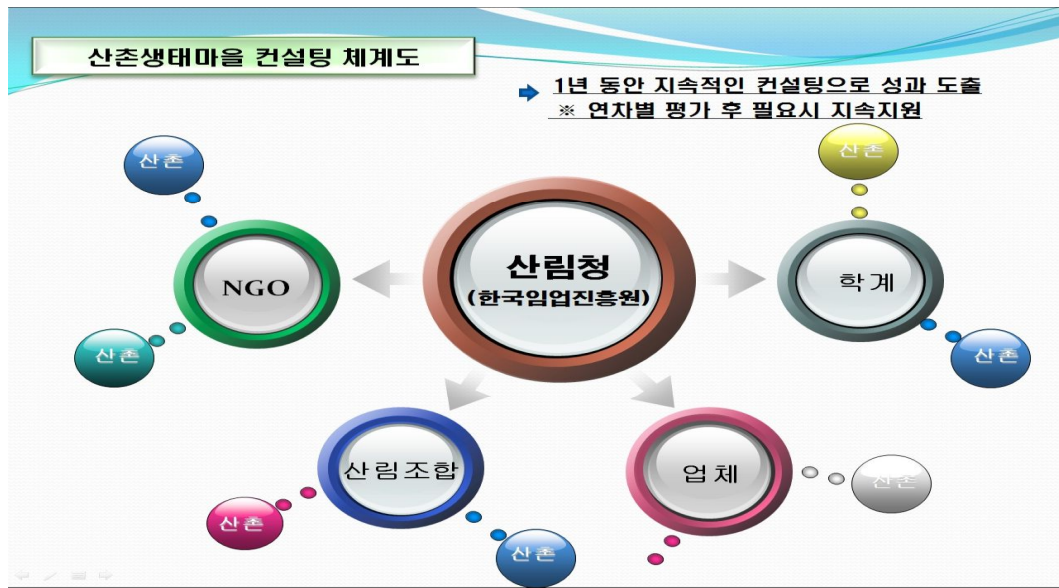 산촌생태마을 컨설팅 체계도
1년 동안 지속적인 컨설팅으로 성과 도출
※ 연차별 평가 후 필요시 지속지원
산촌
산촌
산림청
(한국임업진흥원)
NGO
학계
산촌
산촌
산림조합
업체
산촌
산촌
산촌